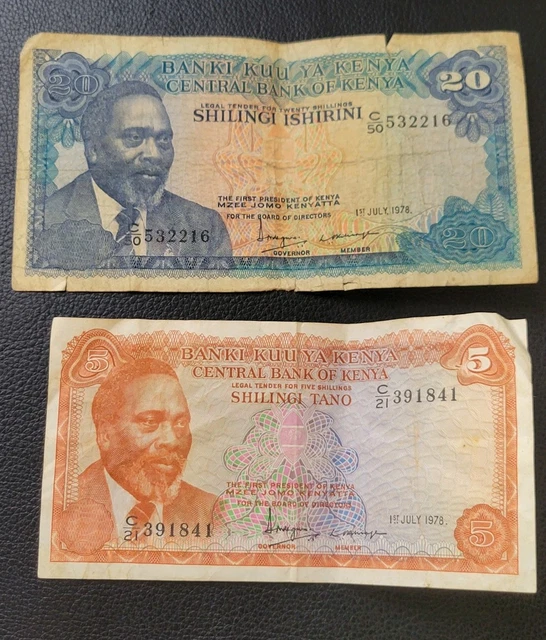 20
BANKI KUU YA KENYA
CENTRAL BANK OF KENYA
20
LEGAL TENDER FOR TWENTY SHILLINGS
SHILINGI ISHIRINI
C/50 532216
THE FIRST PRESIDENT OF KENYA
MZEE JOMO KENYATTA
FOR THE BOARD OF DIRECTORS
1ST JULY, 1978.
C/50 532216
GOVERNOR MEMBER
20
5
BANKI KUU YA KENYA
CENTRAL BANK OF KENYA
5
LEGAL TENDER FOR FIVE SHILLINGS
SHILINGI TANO
C/21 391841
THE FIRST PRESIDENT OF KENYA
MZEE JOMO KENYATTA
FOR THE BOARD OF DIRECTORS
1ST JULY 1978.
C/21 391841
GOVERNOR MEMBER
5